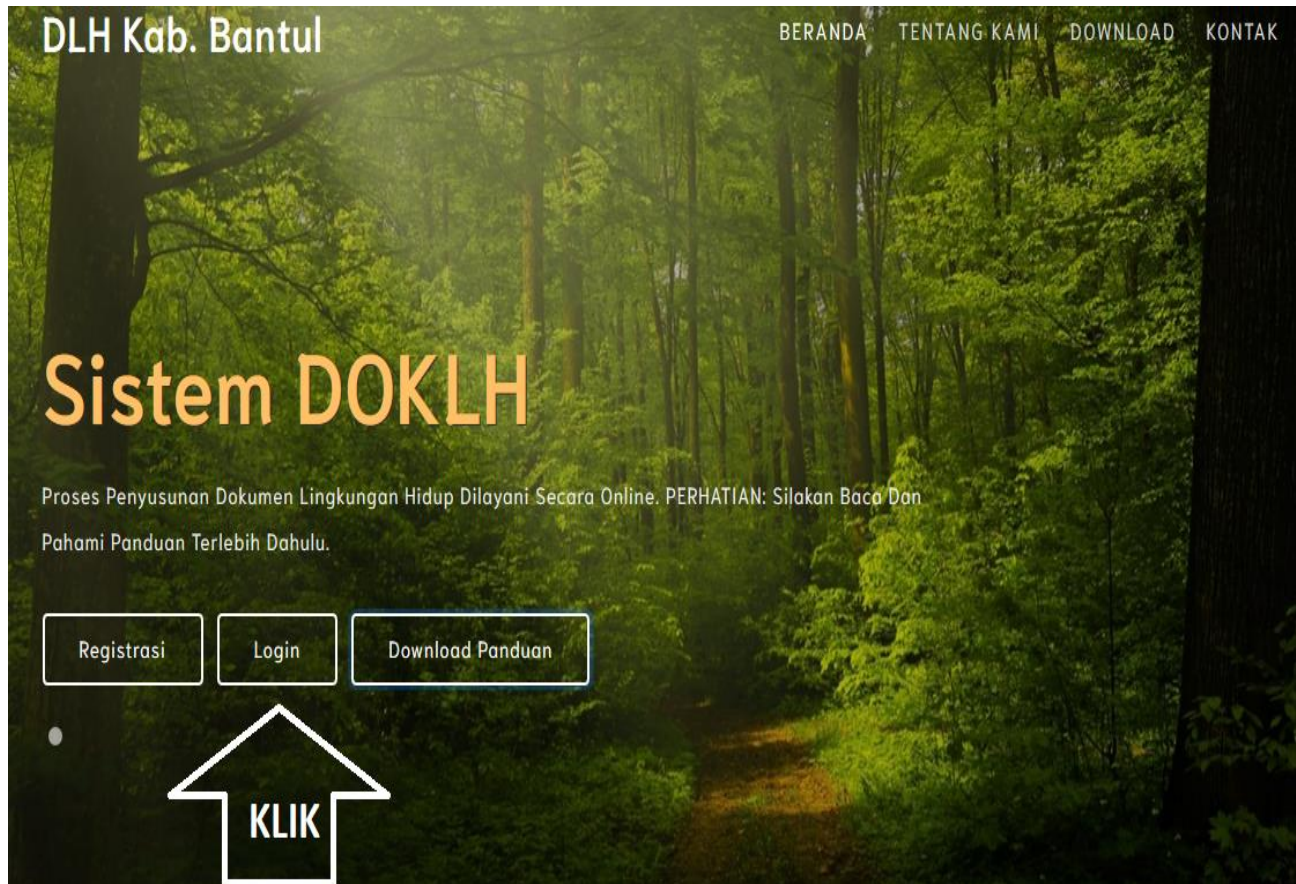 DLH Kab. Bantul
BERANDA TENTANG KAMI DOWNLOAD KONTAK
Sistem DOKLH
Proses Penyusunan Dokumen Lingkungan Hidup Dilayani Secara Online. PERHATIAN: Silakan Baca Dan
Pahami Panduan Terlebih Dahulu.
Registrasi Login Download Panduan
KLIK